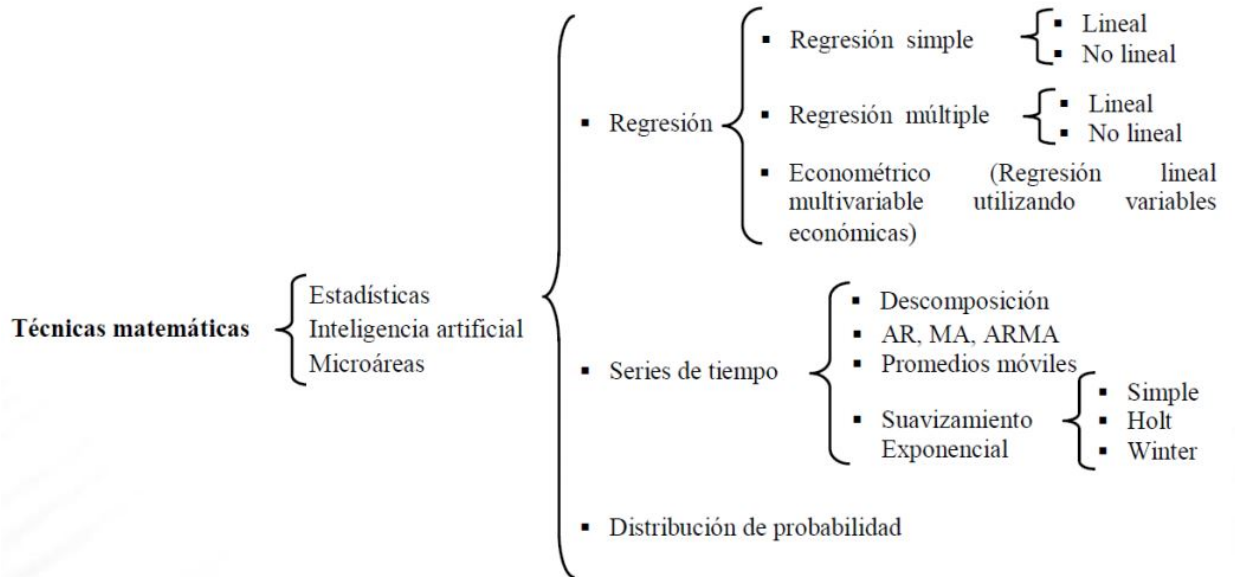 Técnicas matemáticas
Estadísticas
Inteligencia artificial
Microáreas
▪ Regresión
▪ Regresión simple
▪ Lineal
▪ No lineal
▪ Regresión múltiple
▪ Lineal
▪ No lineal
▪ Econométrico (Regresión lineal
multivariable utilizando variables
económicas)
▪ Series de tiempo
▪ Descomposición
▪ AR, MA, ARMA
▪ Promedios móviles
▪ Suavizamiento
Exponencial
▪ Simple
▪ Holt
▪ Winter
▪ Distribución de probabilidad